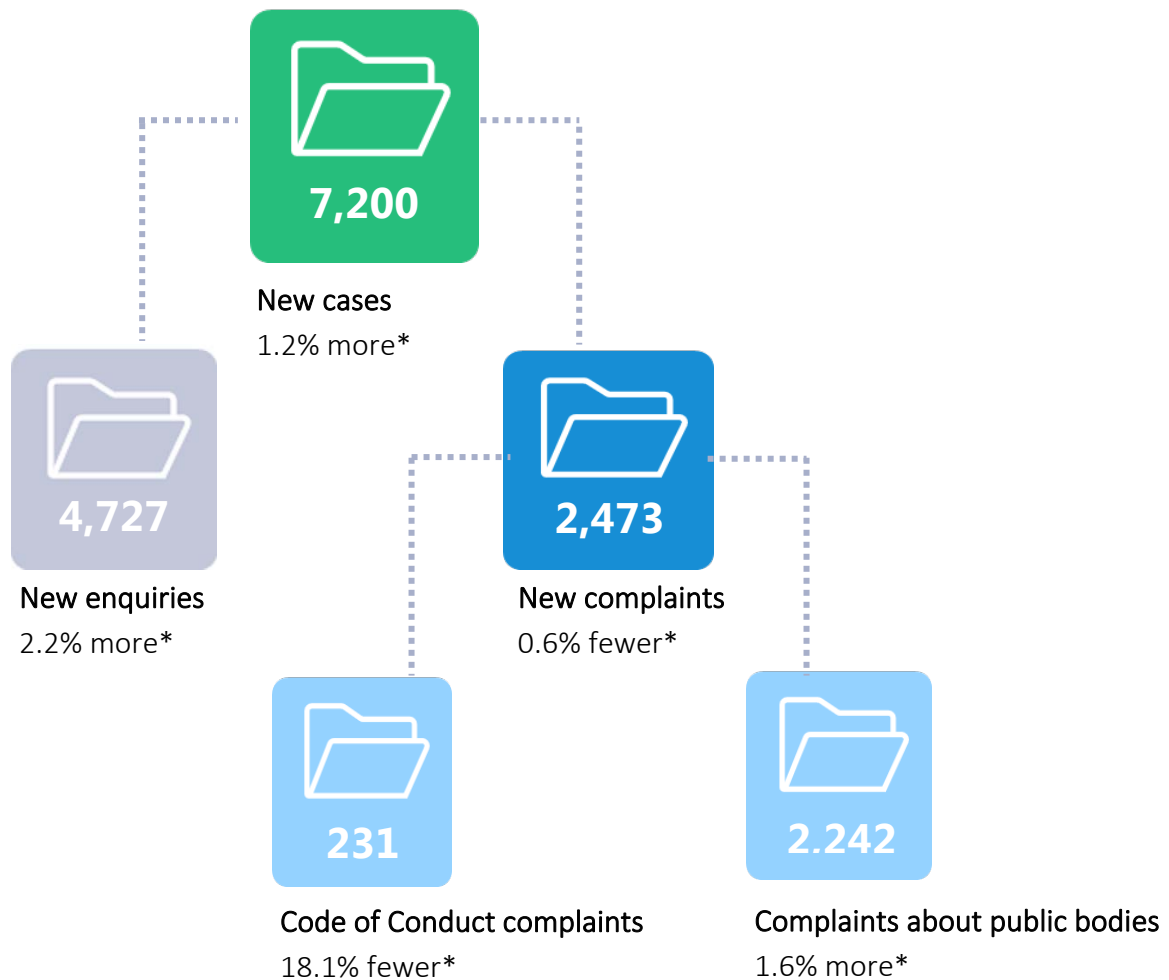 7,200
New cases
1.2% more*
4,727
New enquiries
2.2% more*
2,473
New complaints
0.6% fewer*
231
Code of Conduct complaints
18.1% fewer*
2,242
Complaints about public bodies
1.6% more*